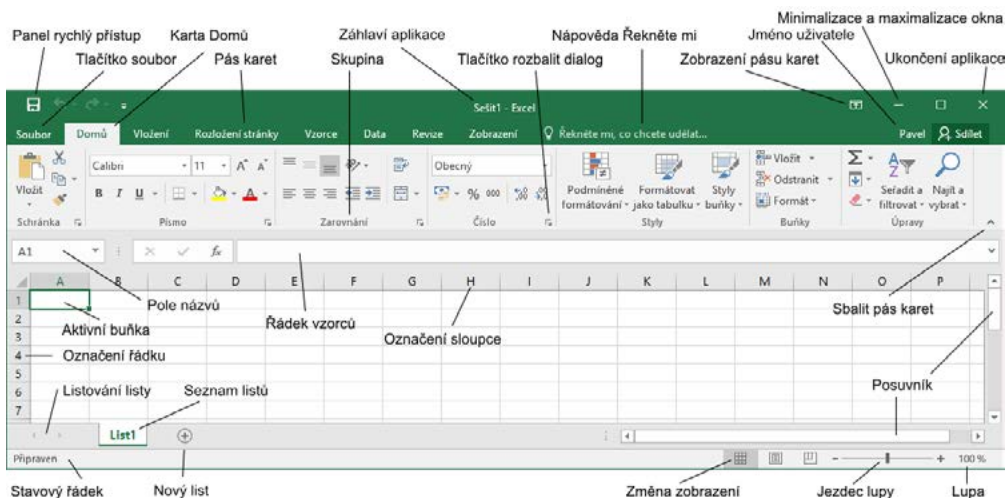 Minimalizace a maximalizace okna
Panel rychlý přístup Karta Domů Záhlaví aplikace Nápověda Řekněte mi Jméno uživatele
Tlačítko soubor Pás karet Skupina Tlačítko rozbalit dialog Zobrazení pásu karet Ukončení aplikace
Sešit1 - Excel
Soubor Domů Vložení Rozložení stránky Vzorce Data Revize Zobrazení Řekněte mi, co chcete udělat... Pavel Sdílet
Calibri 11 A A Obecný Vložit
Vložit B I U A % 000 Podmíněné Formátovat Styly Odstranit Seřadit a Najít a
formátování jako tabulku buňky Formát filtrovat vybrat
Schránka Písmo Zarovnání Číslo Styly Buňky Úpravy
A1 fx
A B C D E F G H I J K L M N O P
1 Pole názvů Sbalit pás karet
2 Aktivní buňka Řádek vzorců
3 Označení sloupce
4 Označení řádku
5
6 Listování listy Seznam listů Posuvník
7
List1
Připraven 100 %
Stavový řádek Nový list Změna zobrazení Jezdec lupy Lupa